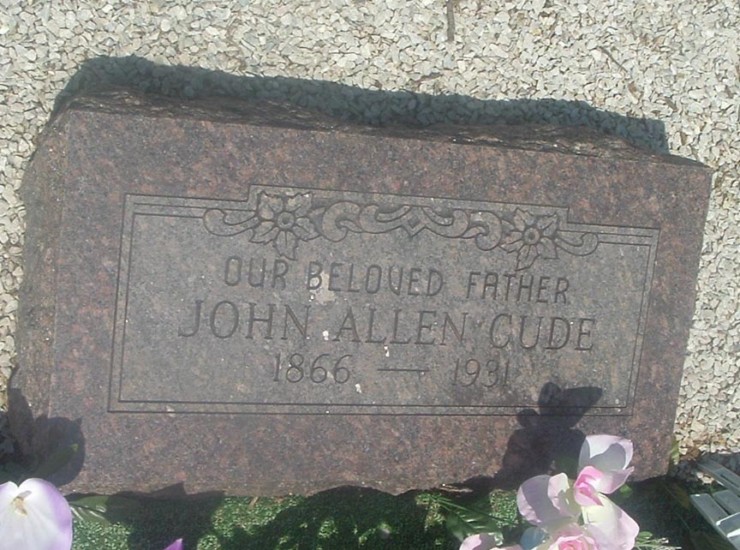 OUR BELOVED FATHER
JOHN ALLEN CUDE
1866 — 1931